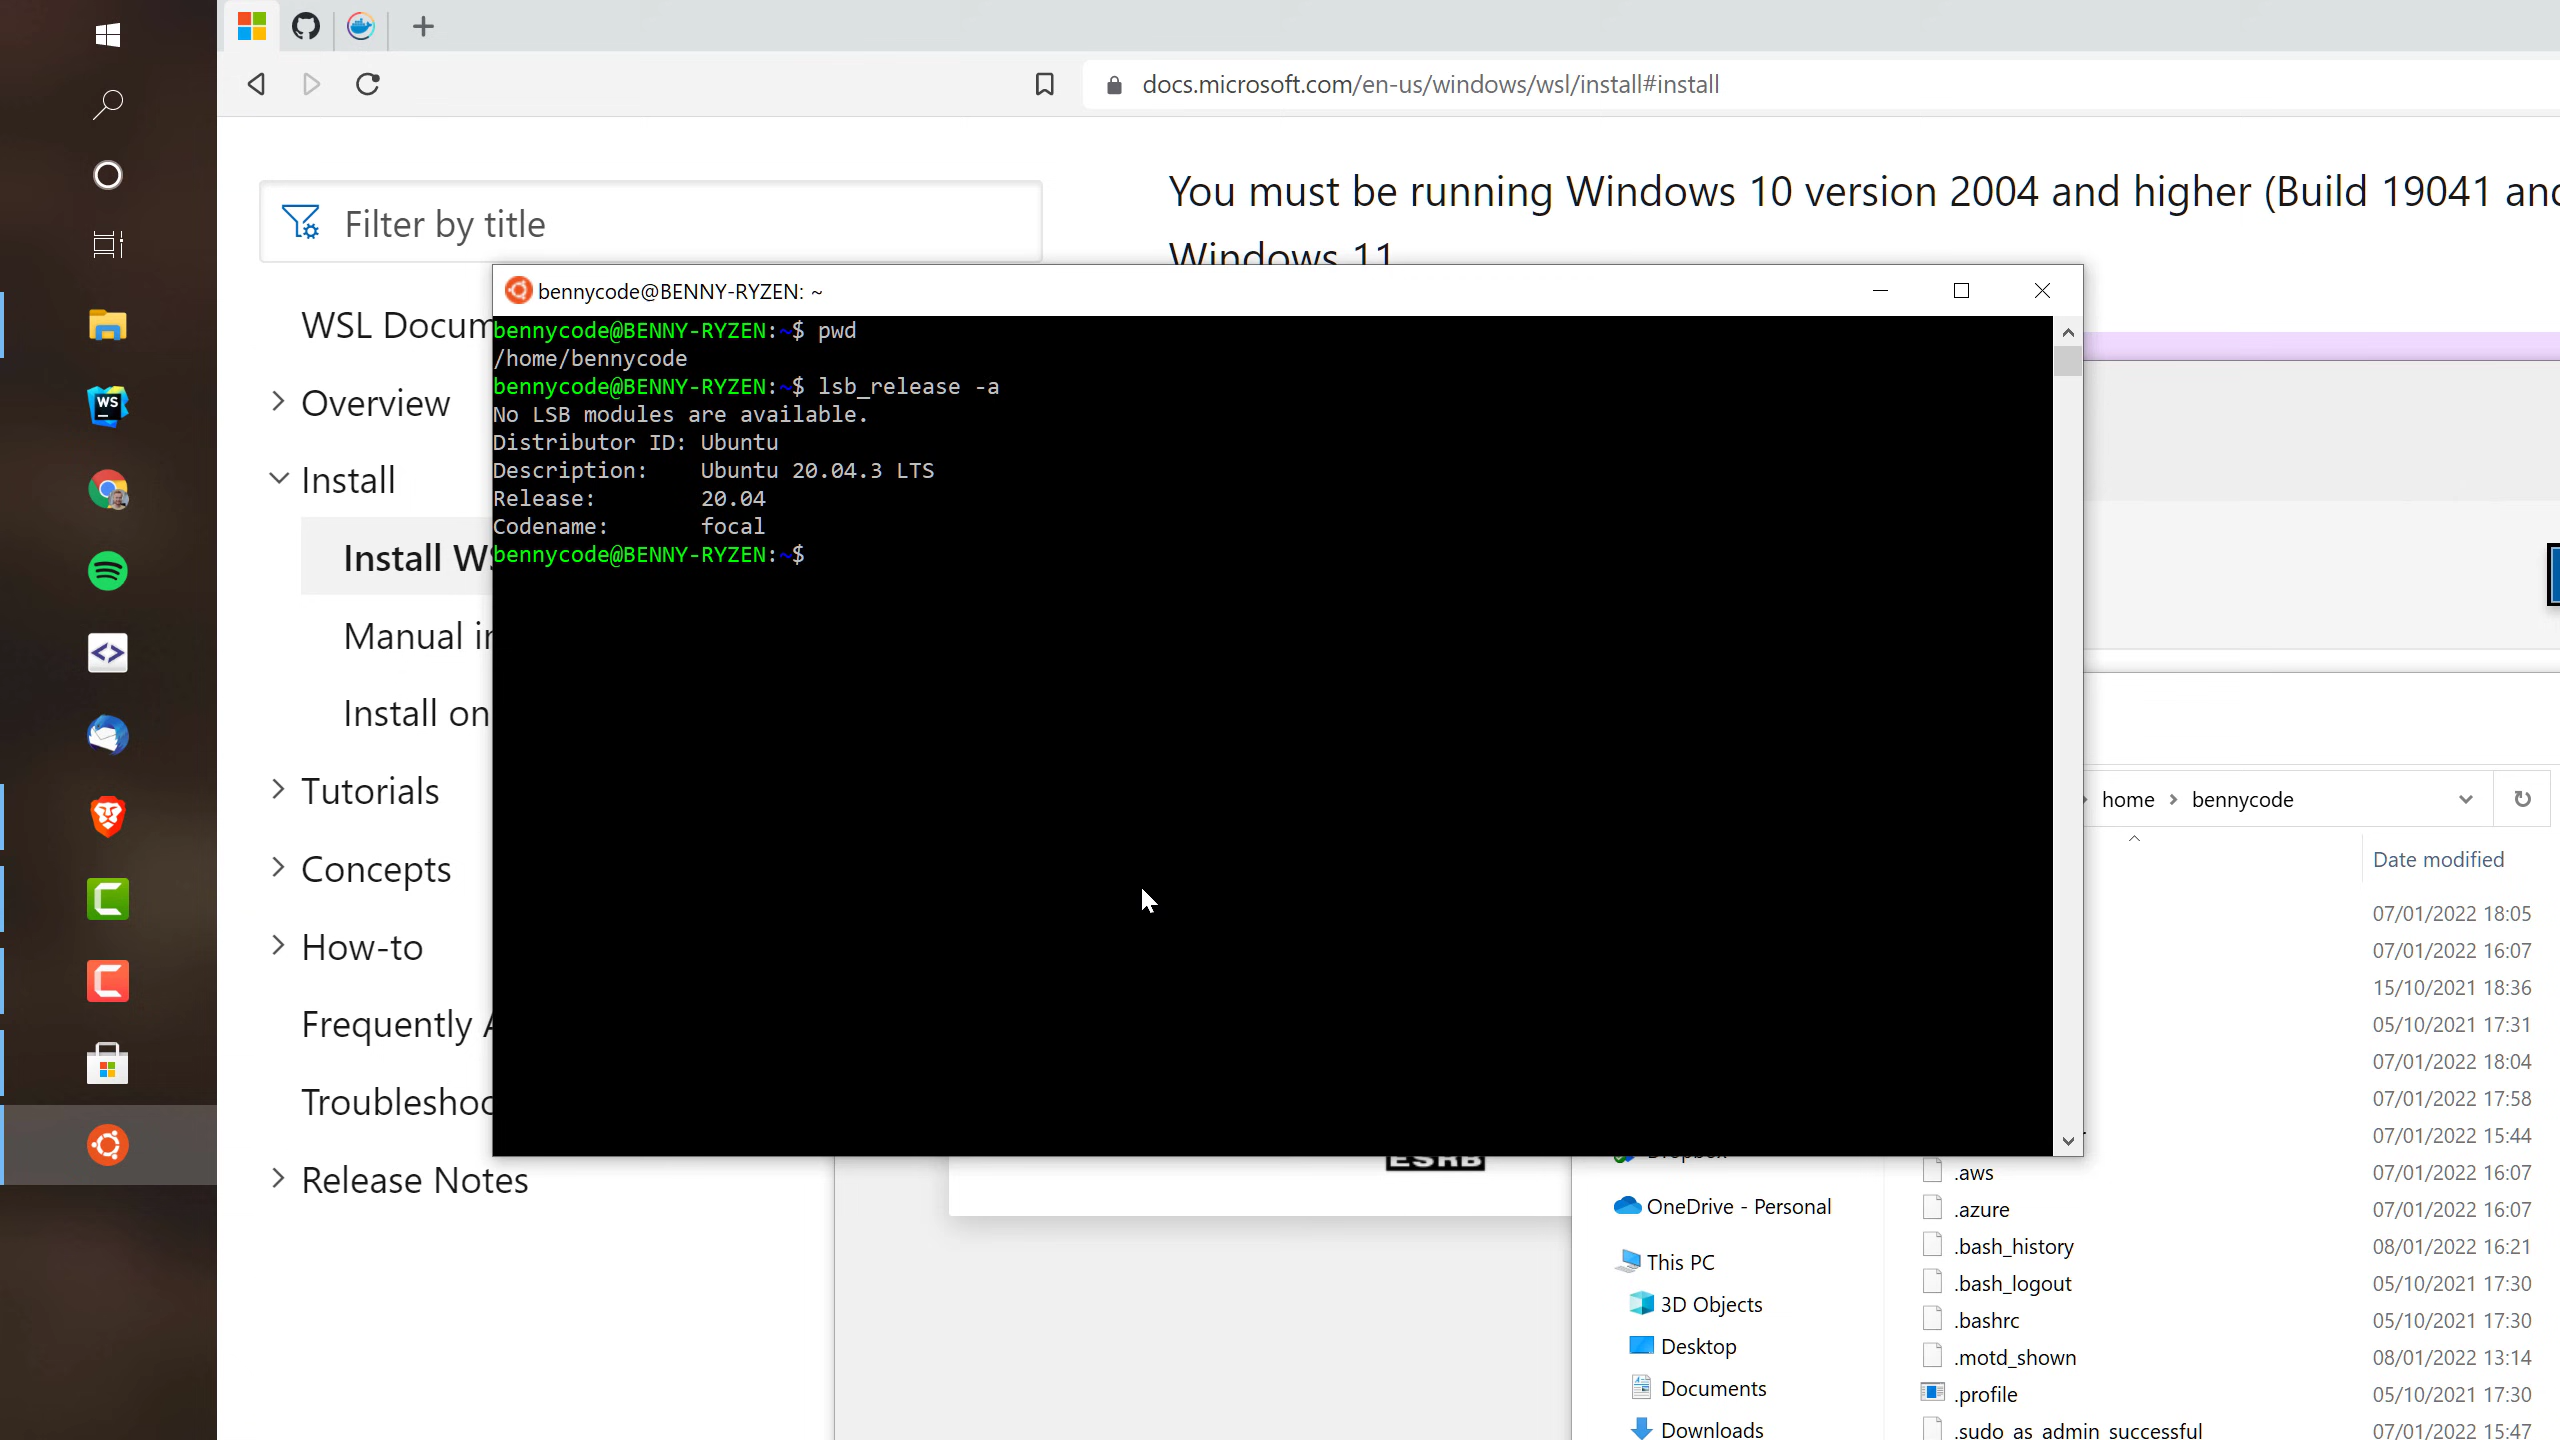 docs.microsoft.com/en-us/windows/wsl/install#install
Filter by title
You must be running Windows 10 version 2004 and higher (Build 19041 and
Windows 11
WSL Docum
Overview
Install
Install WS
Manual in
Install on
Tutorials
Concepts
How-to
Frequently A
Troubleshoo
Release Notes
bennycode@BENNY-RYZEN: ~
bennycode@BENNY-RYZEN:~$ pwd
/home/bennycode
bennycode@BENNY-RYZEN:~$ lsb_release -a
No LSB modules are available.
Distributor ID: Ubuntu
Description: Ubuntu 20.04.3 LTS
Release: 20.04
Codename: focal
bennycode@BENNY-RYZEN:~$
WS
ESRB
home > bennycode
Date modified
07/01/2022 18:05
07/01/2022 16:07
15/10/2021 18:36
05/10/2021 17:31
07/01/2022 18:04
07/01/2022 17:58
07/01/2022 15:44
.aws 07/01/2022 16:07
.azure 07/01/2022 16:07
.bash_history 08/01/2022 16:21
.bash_logout 05/10/2021 17:30
.bashrc 05/10/2021 17:30
.motd_shown 08/01/2022 13:14
.profile 05/10/2021 17:30
.sudo_as_admin_successful 07/01/2022 15:47
Dropbox
OneDrive - Personal
This PC
3D Objects
Desktop
Documents
Downloads